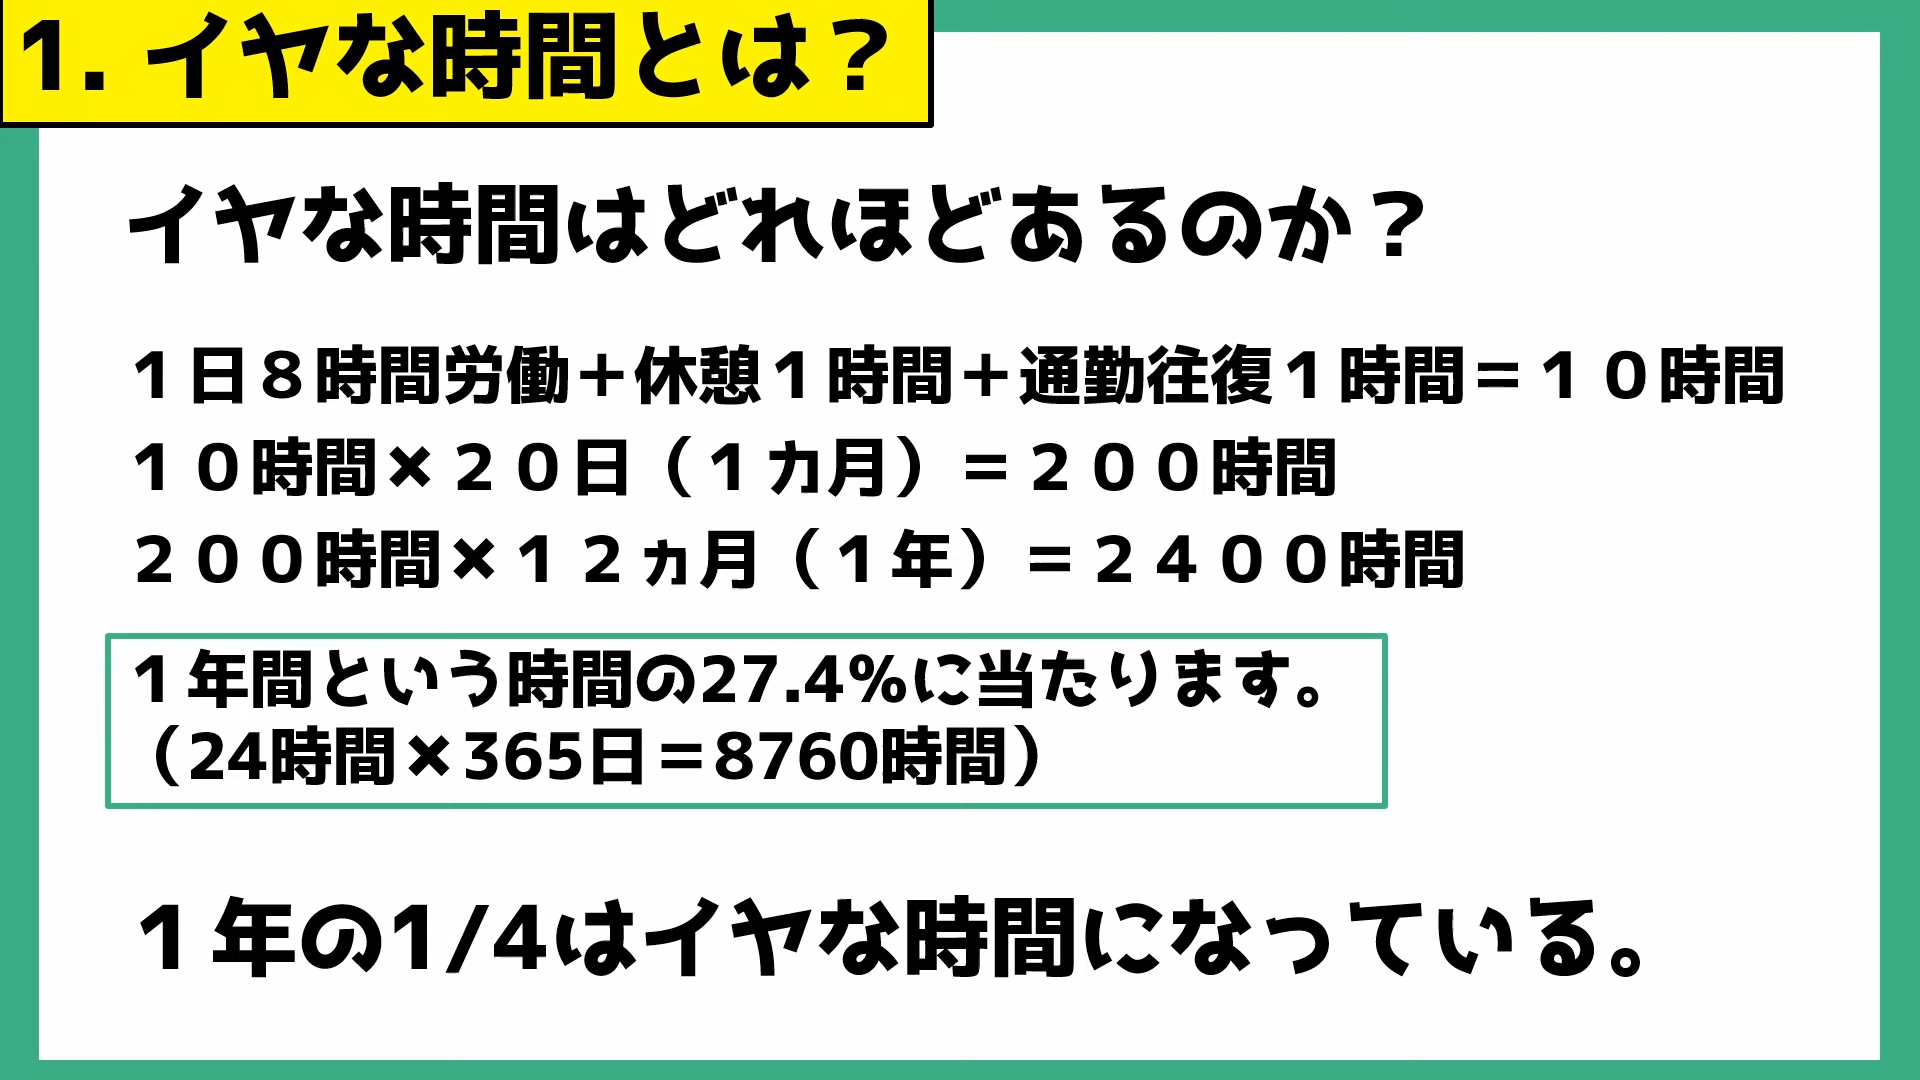 1. イヤな時間とは？
イヤな時間はどれほどあるのか？
１日８時間労働＋休憩１時間＋通勤往復１時間＝１０時間
１０時間×２０日（１カ月）＝２００時間
２００時間×１２ヵ月（１年）＝２４００時間
１年間という時間の27.4%に当たります。
（24時間×365日＝8760時間）
１年の1/4はイヤな時間になっている。